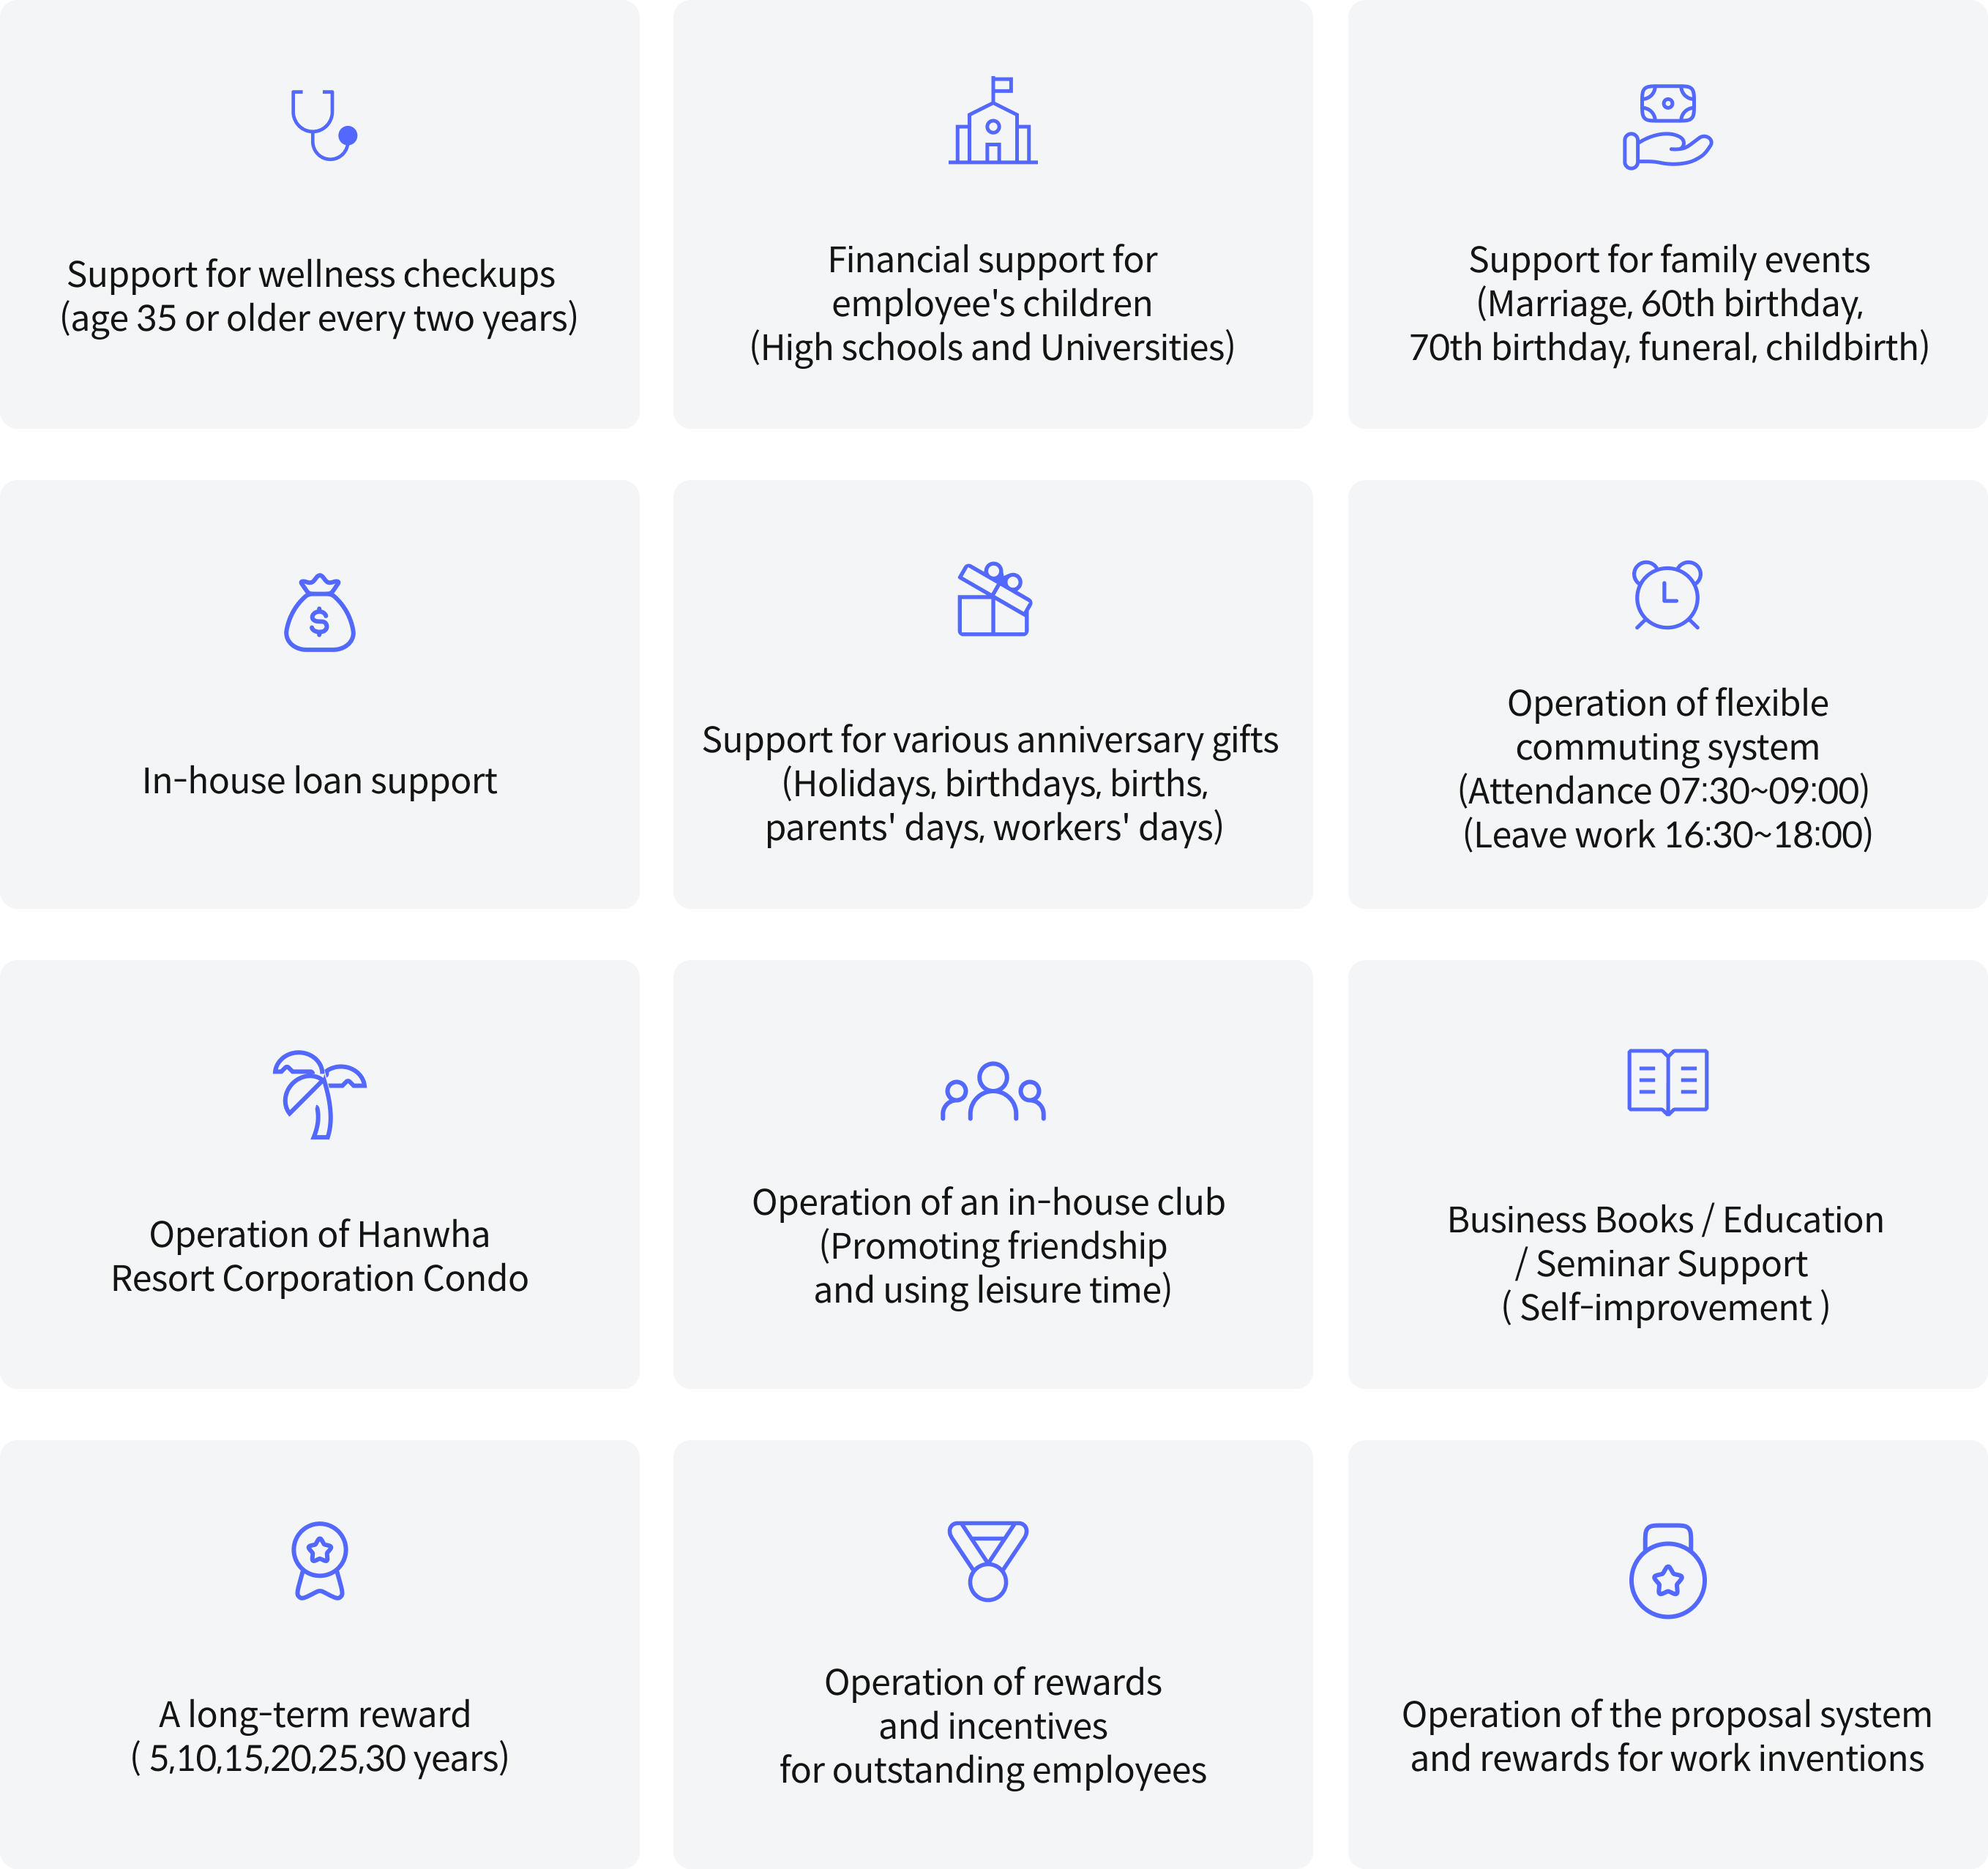 Support for wellness checkups
(age 35 or older every two years)
Financial support for
employee's children
(High schools and Universities)
Support for family events
(Marriage, 60th birthday,
70th birthday, funeral, childbirth)
In-house loan support
Support for various anniversary gifts
(Holidays, birthdays, births,
parents' days, workers' days)
Operation of flexible
commuting system
(Attendance 07:30~09:00)
(Leave work 16:30~18:00)
Operation of Hanwha
Resort Corporation Condo
Operation of an in-house club
(Promoting friendship
and using leisure time)
Business Books / Education
/ Seminar Support
( Self-improvement )
A long-term reward
( 5,10,15,20,25,30 years)
Operation of rewards
and incentives
for outstanding employees
Operation of the proposal system
and rewards for work inventions